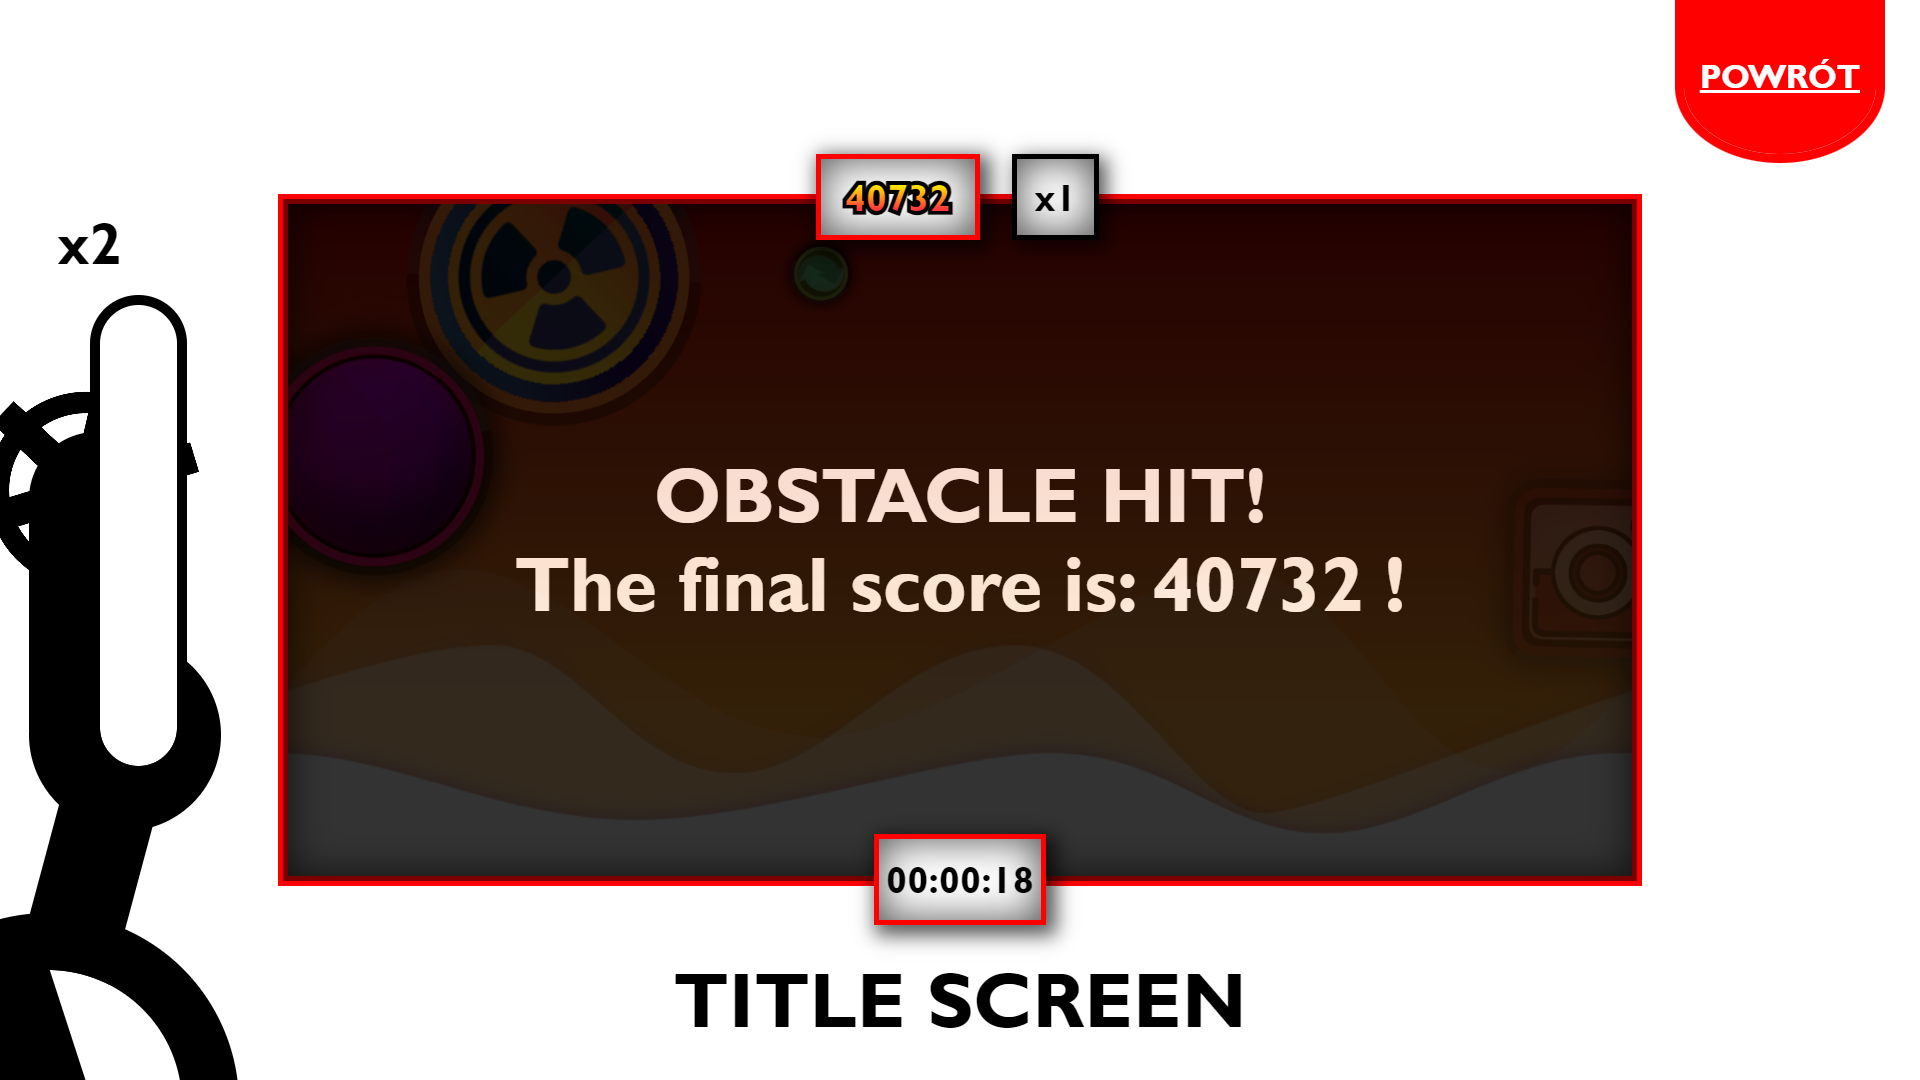 POWRÓT
40732
x1
x2
OBSTACLE HIT!
The final score is: 40732 !
00:00:18
TITLE SCREEN